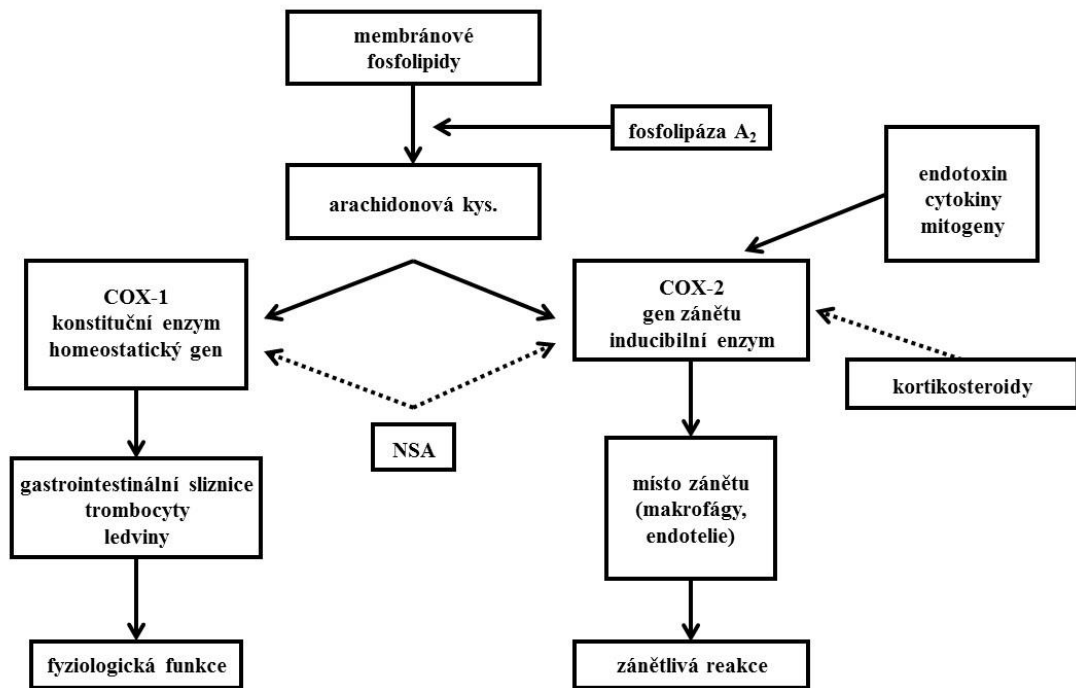 membránové
fosfolipidy
fosfolipáza A₂
arachidonová kys.
endotoxin
cytokiny
mitogeny
COX-1
konstituční enzym
homeostatický gen
COX-2
gen zánětu
inducibilní enzym
kortikosteroidy
NSA
gastrointestinální sliznice
trombocyty
ledviny
místo zánětu
(makrofágy,
endotelie)
fyziologická funkce
zánětlivá reakce